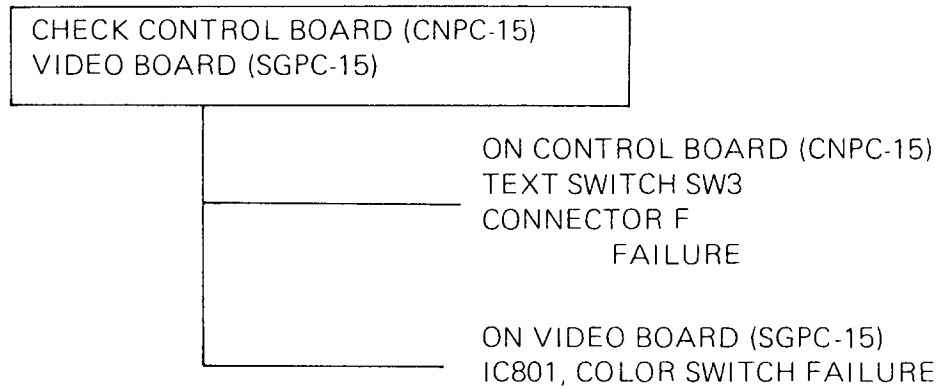 CHECK CONTROL BOARD (CNPC-15)
VIDEO BOARD (SGPC-15)
ON CONTROL BOARD (CNPC-15)
TEXT SWITCH SW3
CONNECTOR F
FAILURE
ON VIDEO BOARD (SGPC-15)
IC801, COLOR SWITCH FAILURE